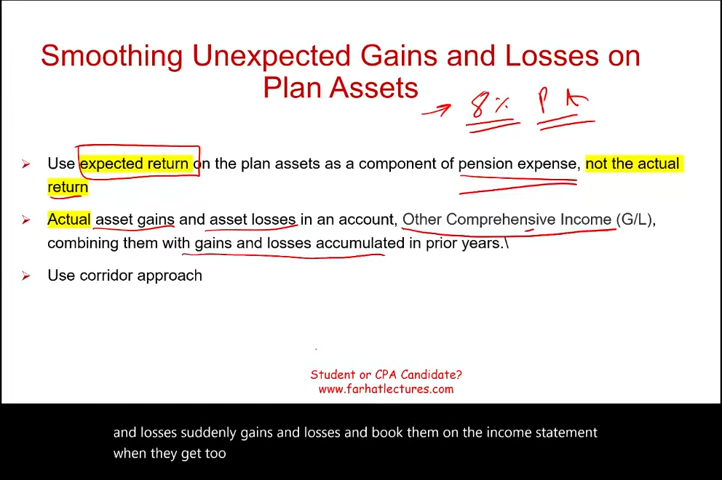 Smoothing Unexpected Gains and Losses on
Plan Assets
8% PA
Use expected return on the plan assets as a component of pension expense, not the actual
return
Actual asset gains and asset losses in an account, Other Comprehensive Income (G/L),
combining them with gains and losses accumulated in prior years.\
Use corridor approach
Student or CPA Candidate?
www.farhatlectures.com
and losses suddenly gains and losses and book them on the income statement
when they get too